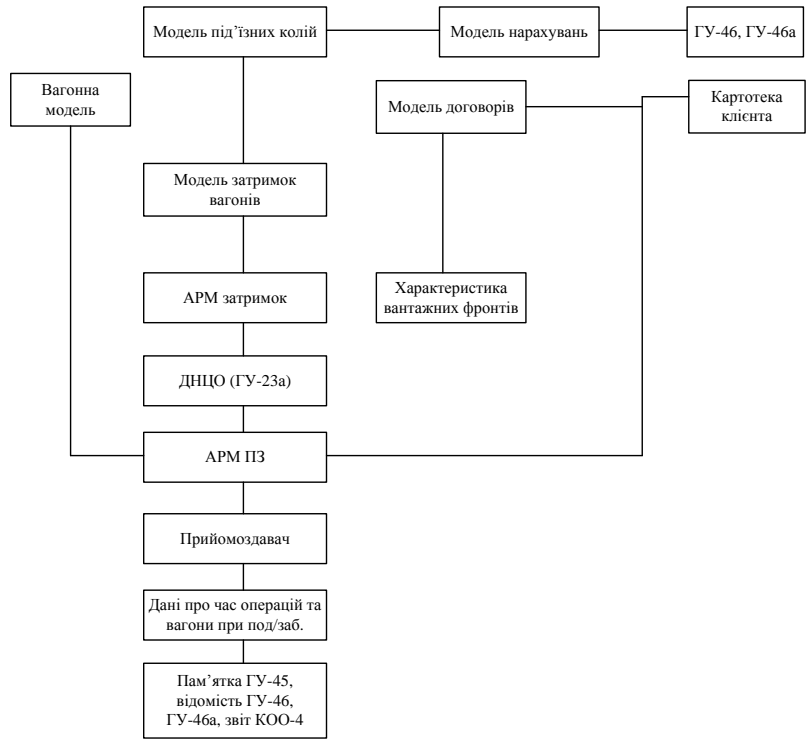 Модель під’їзних колій
Модель нарахувань
ГУ-46, ГУ-46а
Вагонна
модель
Модель договорів
Картотека
клієнта
Модель затримок
вагонів
АРМ затримок
Характеристика
вантажних фронтів
ДНЦО (ГУ-23а)
АРМ ПЗ
Прийомоздавач
Дані про час операцій та
вагони при под/заб.
Пам’ятка ГУ-45,
відомість ГУ-46,
ГУ-46а, звіт КОО-4